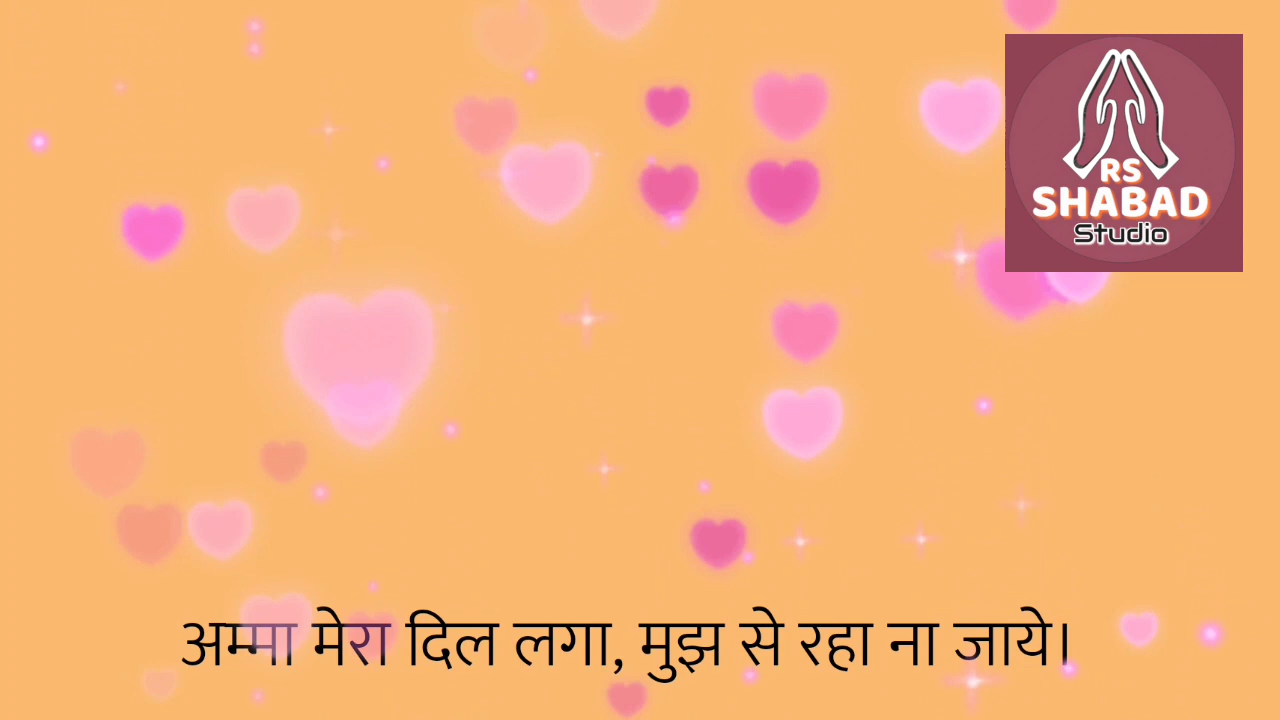 RS
SHABAD
Studio
अम्मा मेरा दिल लगा, मुझ से रहा ना जाये।